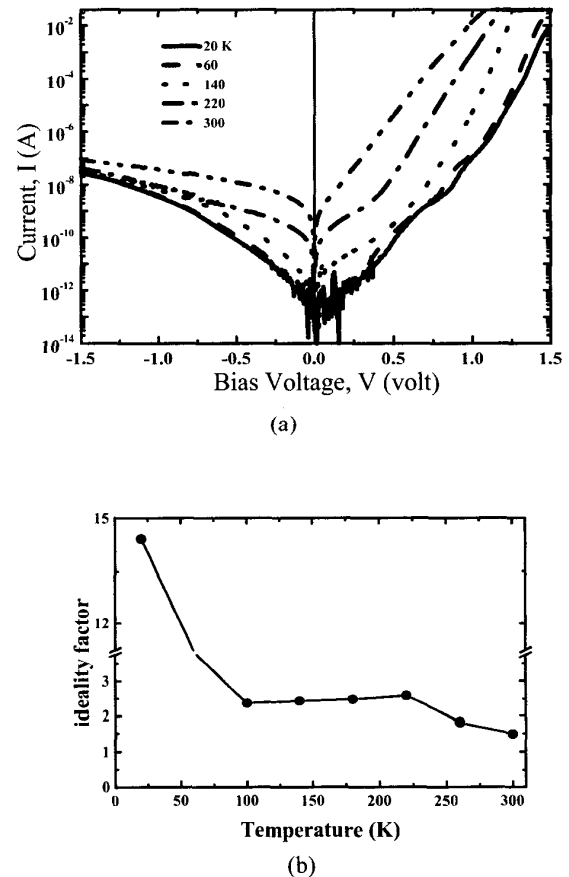 10⁻²
10⁻⁴
10⁻⁶
10⁻⁸
10⁻¹⁰
10⁻¹²
10⁻¹⁴
Current, I (A)
20 K
60
140
220
300
-1.5 -1.0 -0.5 0.0 0.5 1.0 1.5
Bias Voltage, V (volt)
(a)
15
12
3
2
1
0
ideality factor
0 50 100 150 200 250 300
Temperature (K)
(b)